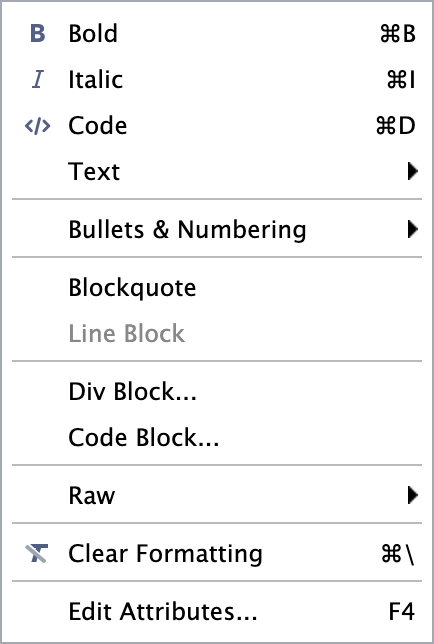 B Bold ⌘B
I Italic ⌘I
</> Code ⌘D
Text
Bullets & Numbering
Blockquote
Line Block
Div Block...
Code Block...
Raw
Clear Formatting ⌘\
Edit Attributes... F4